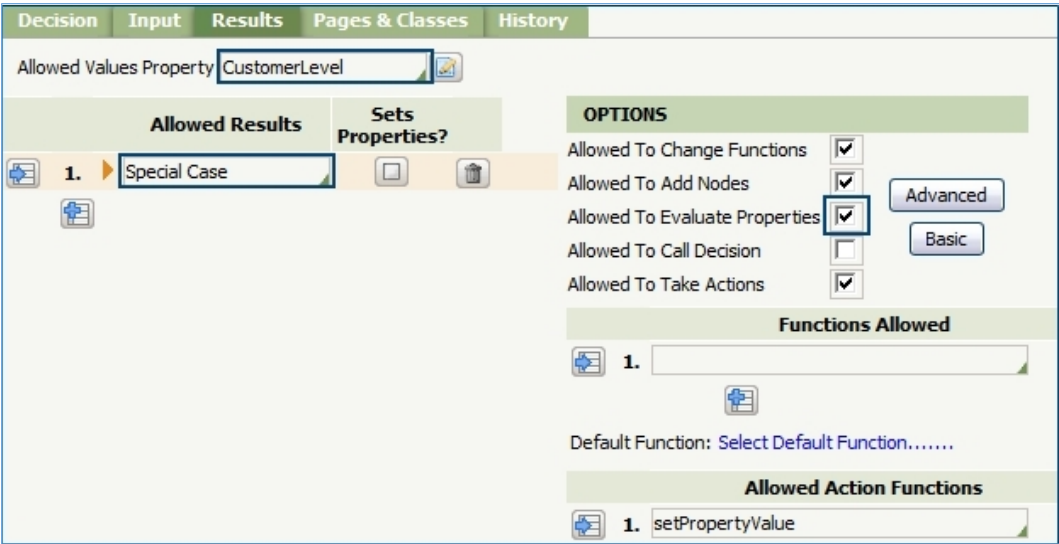 Decision Input Results Pages & Classes History
Allowed Values Property CustomerLevel
Allowed Results
Sets Properties?
1. Special Case
OPTIONS
Allowed To Change Functions
Allowed To Add Nodes
Allowed To Evaluate Properties
Allowed To Call Decision
Allowed To Take Actions
Advanced
Basic
Functions Allowed
1.
Default Function: Select Default Function.......
Allowed Action Functions
1. setPropertyValue